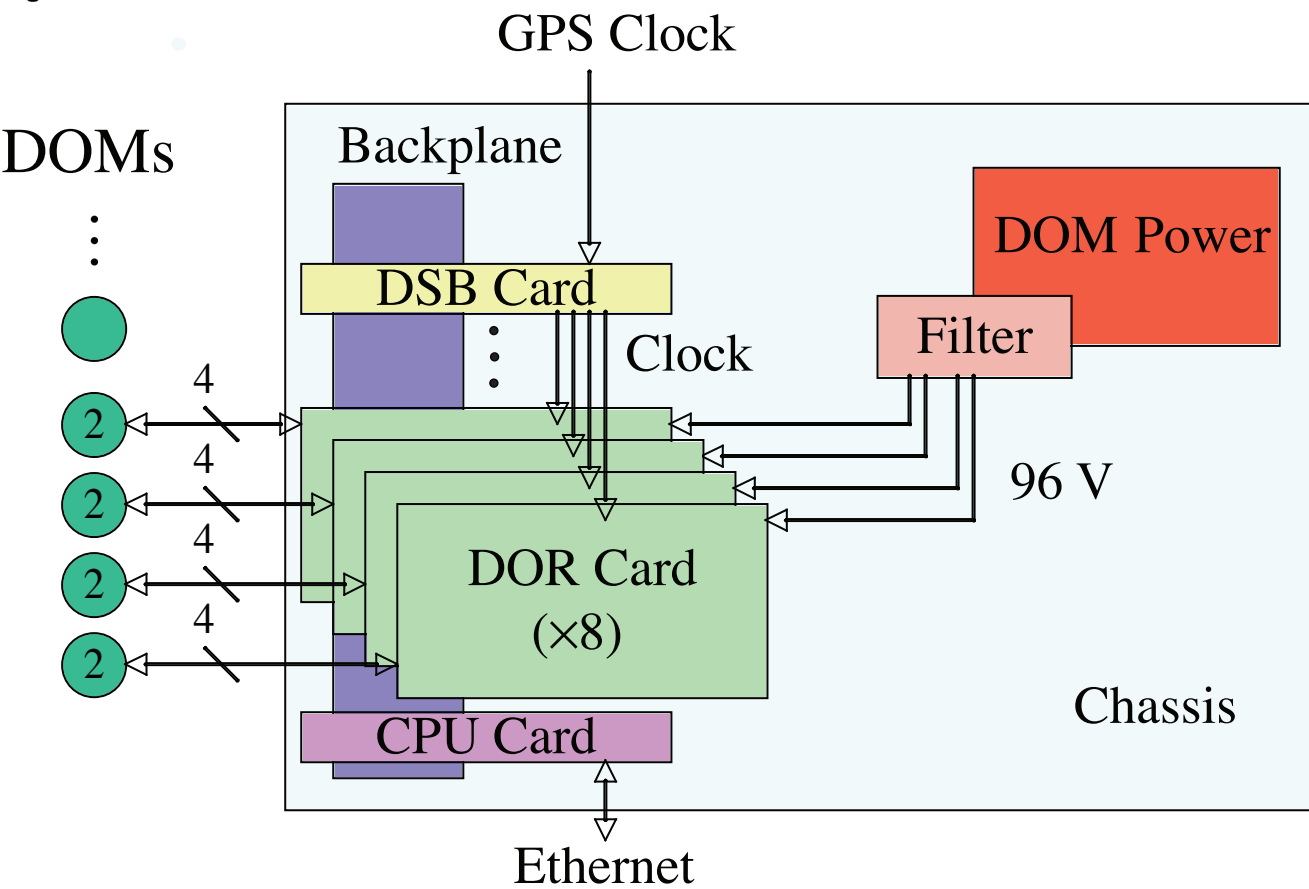 GPS Clock
DOMs
Backplane
DOM Power
DSB Card
Filter
Clock
4
2
4
2
96 V
4
2
DOR Card
(×8)
4
2
Chassis
CPU Card
Ethernet